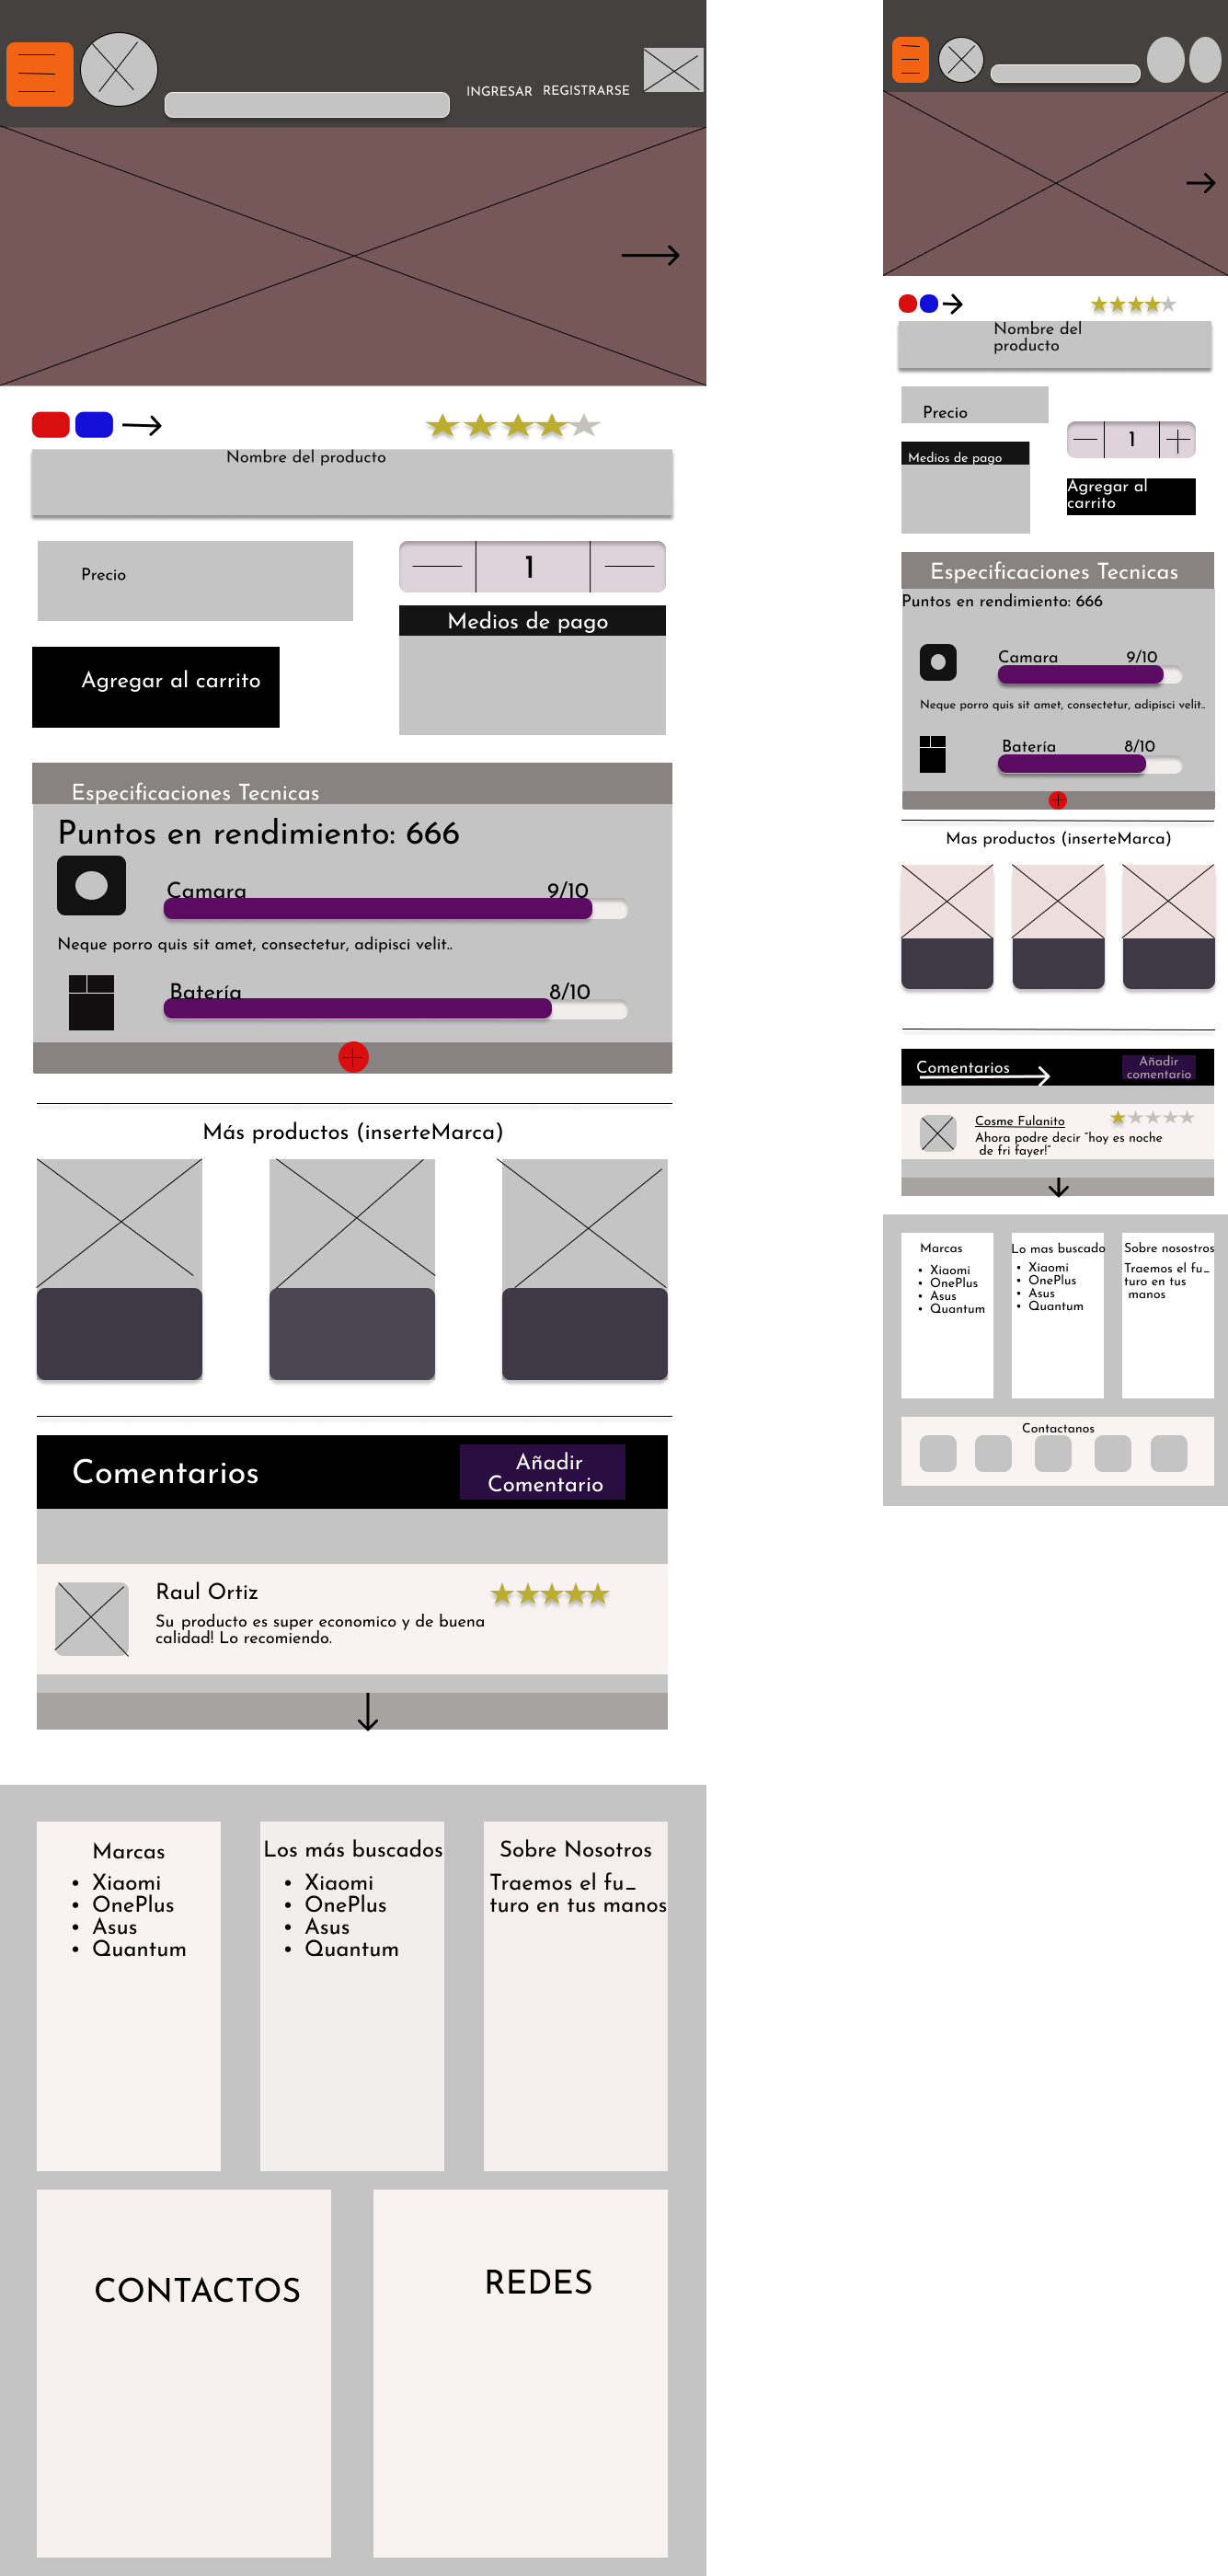 INGRESAR REGISTRARSE
Nombre del producto
Precio
1
Medios de pago
Agregar al carrito
Especificaciones Tecnicas
Puntos en rendimiento: 666
Camara 9/10
Neque porro quis sit amet, consectetur, adipisci velit..
Batería 8/10
Más productos (inserteMarca)
Comentarios
Añadir
Comentario
Raul Ortiz
Su producto es super economico y de buena
calidad! Lo recomiendo.
Marcas
• Xiaomi
• OnePlus
• Asus
• Quantum
Los más buscados
• Xiaomi
• OnePlus
• Asus
• Quantum
Sobre Nosotros
Traemos el fu_
turo en tus manos
CONTACTOS
REDES
Nombre del
producto
Precio
1
Medios de pago
Agregar al
carrito
Especificaciones Tecnicas
Puntos en rendimiento: 666
Camara 9/10
Neque porro quis sit amet, consectetur, adipisci velit..
Batería 8/10
Mas productos (inserteMarca)
Comentarios
Añadir
comentario
Cosme Fulanito
Ahora podre decir "hoy es noche
de fri fayer!"
Marcas
• Xiaomi
• OnePlus
• Asus
• Quantum
Lo mas buscado
• Xiaomi
• OnePlus
• Asus
• Quantum
Sobre nosostros
Traemos el fu_
turo en tus
manos
Contactanos